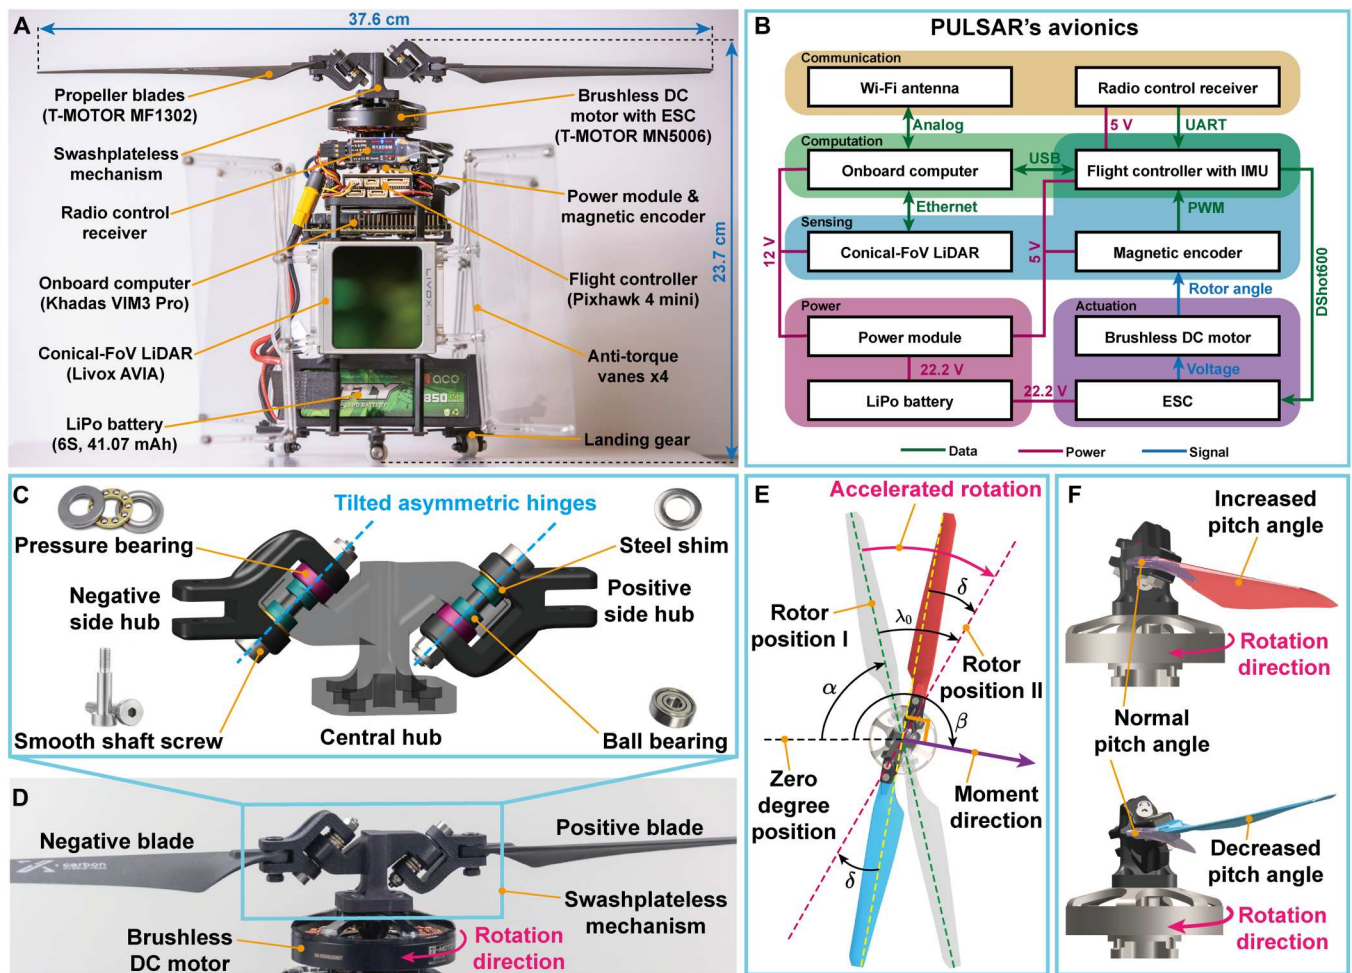 A
37.6 cm
23.7 cm
Propeller blades
(T-MOTOR MF1302)
Swashplateless
mechanism
Radio control
receiver
Onboard computer
(Khadas VIM3 Pro)
Conical-FoV LiDAR
(Livox AVIA)
LiPo battery
(6S, 41.07 mAh)
Brushless DC
motor with ESC
(T-MOTOR MN5006)
Power module &
magnetic encoder
Flight controller
(Pixhawk 4 mini)
Anti-torque
vanes x4
Landing gear
LIVOX
ace
850
B
PULSAR's avionics
Communication
Wi-Fi antenna
Radio control receiver
Analog
5 V
UART
Computation
Onboard computer
USB
Flight controller with IMU
Ethernet
PWM
Sensing
Conical-FoV LiDAR
Magnetic encoder
12 V
5 V
DShot600
Rotor angle
Power
Actuation
Power module
Brushless DC motor
22.2 V
Voltage
LiPo battery
22.2 V
ESC
Data
Power
Signal
C
Tilted asymmetric hinges
Pressure bearing
Steel shim
Negative
side hub
Positive
side hub
Smooth shaft screw
Central hub
Ball bearing
D
Negative blade
Positive blade
carbon
Swashplateless
mechanism
Brushless
DC motor
Rotation
direction
E
Accelerated rotation
δ
λ0
Rotor
position I
Rotor
position II
α
β
Zero
degree
position
Moment
direction
δ
F
Increased
pitch angle
Rotation
direction
Normal
pitch angle
Decreased
pitch angle
Rotation
direction